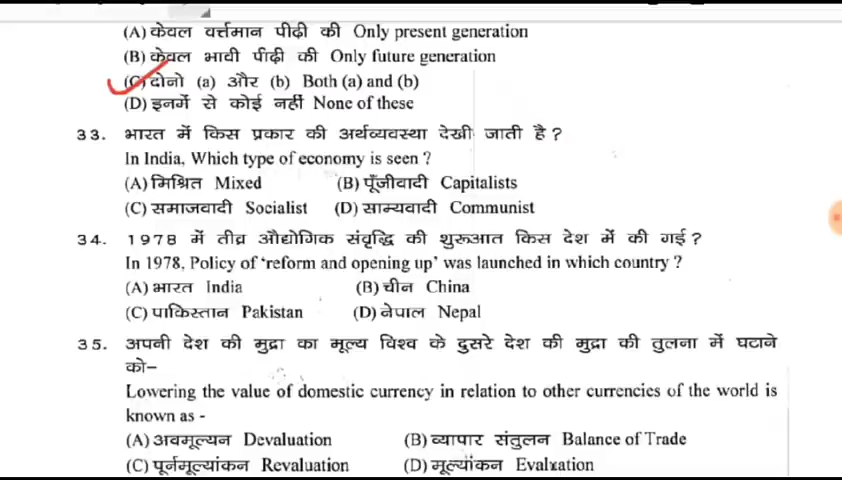 (A) केवल वर्त्तमान पीढ़ी की Only present generation
(B) केवल भावी पीढ़ी की Only future generation
(C) दोनो (a) और (b) Both (a) and (b)
(D) इनमें से कोई नहीं None of these
33. भारत में किस प्रकार की अर्थव्यवस्था देखी जाती है ?
In India, Which type of economy is seen ?
(A) मिश्रित Mixed (B) पूँजीवादी Capitalists
(C) समाजवादी Socialist (D) साम्यवादी Communist
34. 1978 में तीव्र औद्योगिक संवृद्धि की शुरूआत किस देश में की गई ?
In 1978, Policy of 'reform and opening up' was launched in which country ?
(A) भारत India (B) चीन China
(C) पाकिस्तान Pakistan (D) नेपाल Nepal
35. अपनी देश की मुद्रा का मूल्य विश्व के दुसरे देश की मुद्रा की तुलना में घटाने
को–
Lowering the value of domestic currency in relation to other currencies of the world is
known as -
(A) अवमूल्यन Devaluation (B) व्यापार संतुलन Balance of Trade
(C) पूर्नमूल्यांकन Revaluation (D) मूल्यांकन Evalxation